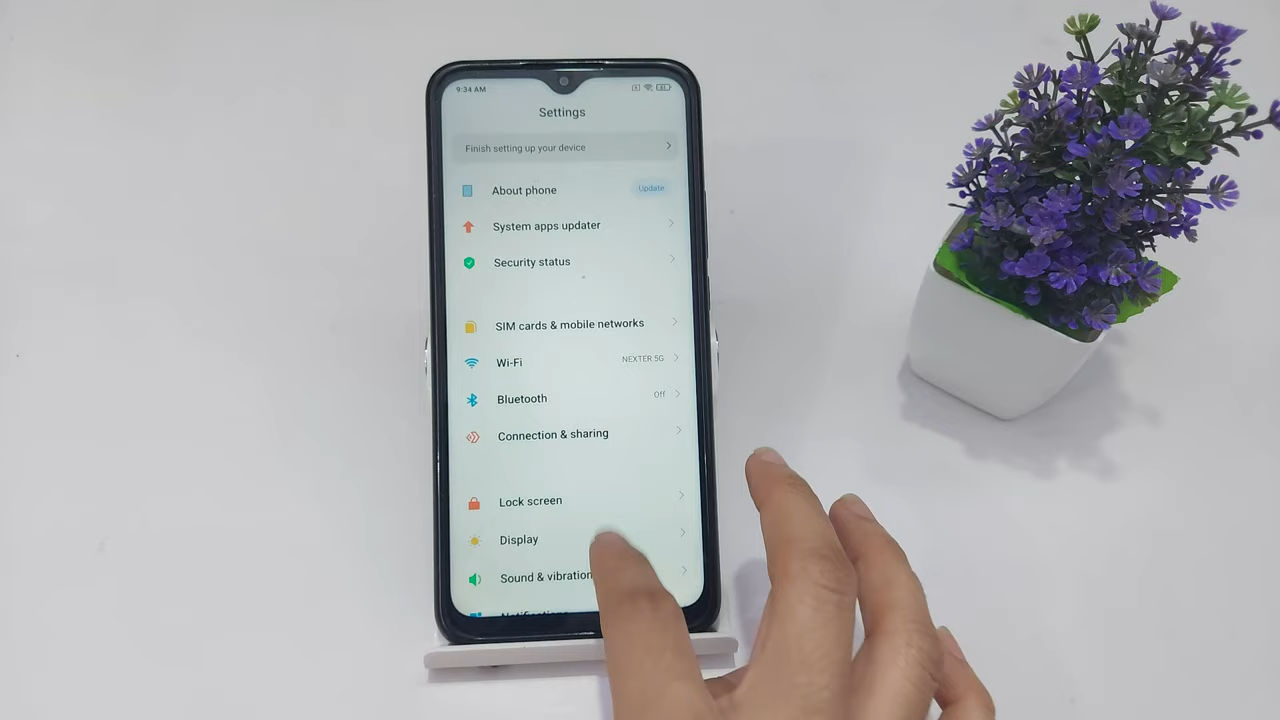 9:34 AM
Settings
Finish setting up your device
About phone
Update
System apps updater
Security status
SIM cards & mobile networks
Wi-Fi
NEXTER 5G
Bluetooth
Off
Connection & sharing
Lock screen
Display
Sound & vibration